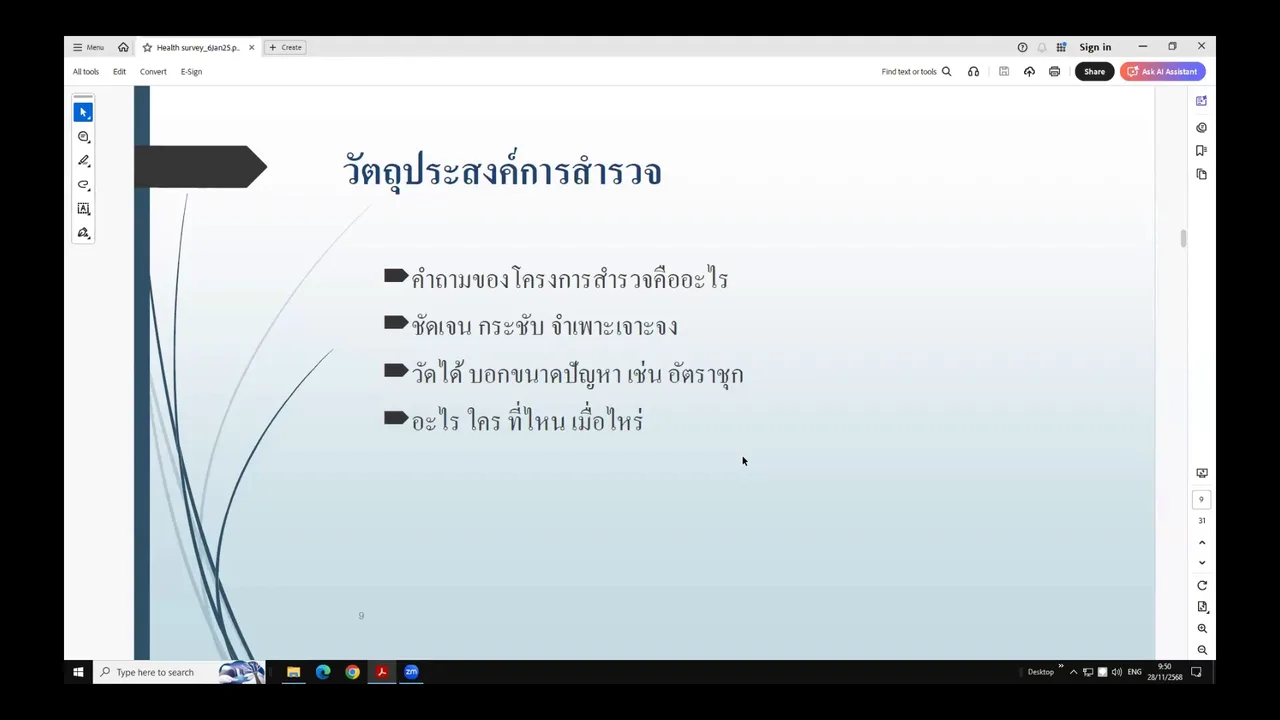 Menu
Health survey_6Jan25.p..
Create
Sign in
All tools Edit Convert E-Sign
Find text or tools
Share
Ask AI Assistant
วัตถุประสงค์การสำรวจ
คำถามของโครงการสำรวจคืออะไร
ชัดเจน กระชับ จำเพาะเจาะจง
วัดได้ บอกขนาดปัญหา เช่น อัตราชุก
อะไร ใคร ที่ไหน เมื่อไหร่
9
9
31
Type here to search
zm
Desktop
ENG
9:50
28/11/2568